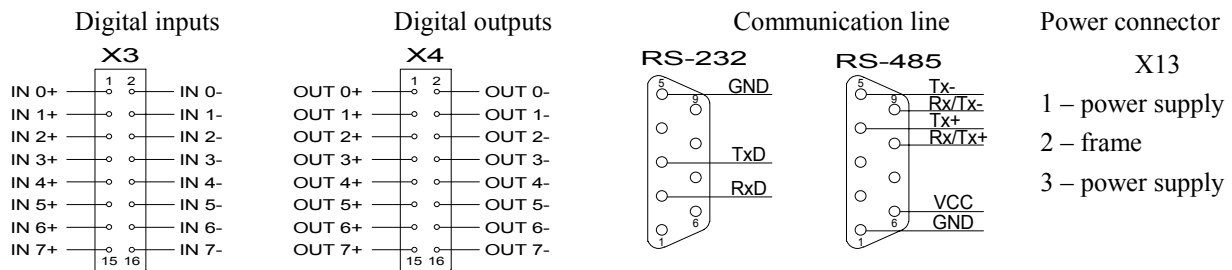 Digital inputs Digital outputs Communication line Power connector
X3 X4 RS-232 RS-485 X13
1 2
IN 0+ IN 0-
IN 1+ IN 1-
IN 2+ IN 2-
IN 3+ IN 3-
IN 4+ IN 4-
IN 5+ IN 5-
IN 6+ IN 6-
IN 7+ IN 7-
15 16
1 2
OUT 0+ OUT 0-
OUT 1+ OUT 1-
OUT 2+ OUT 2-
OUT 3+ OUT 3-
OUT 4+ OUT 4-
OUT 5+ OUT 5-
OUT 6+ OUT 6-
OUT 7+ OUT 7-
15 16
5 GND
9
TxD
RxD
6
1
5 Tx-
9 Rx/Tx-
Tx+
Rx/Tx+
VCC
6
GND
1
1 – power supply
2 – frame
3 – power supply